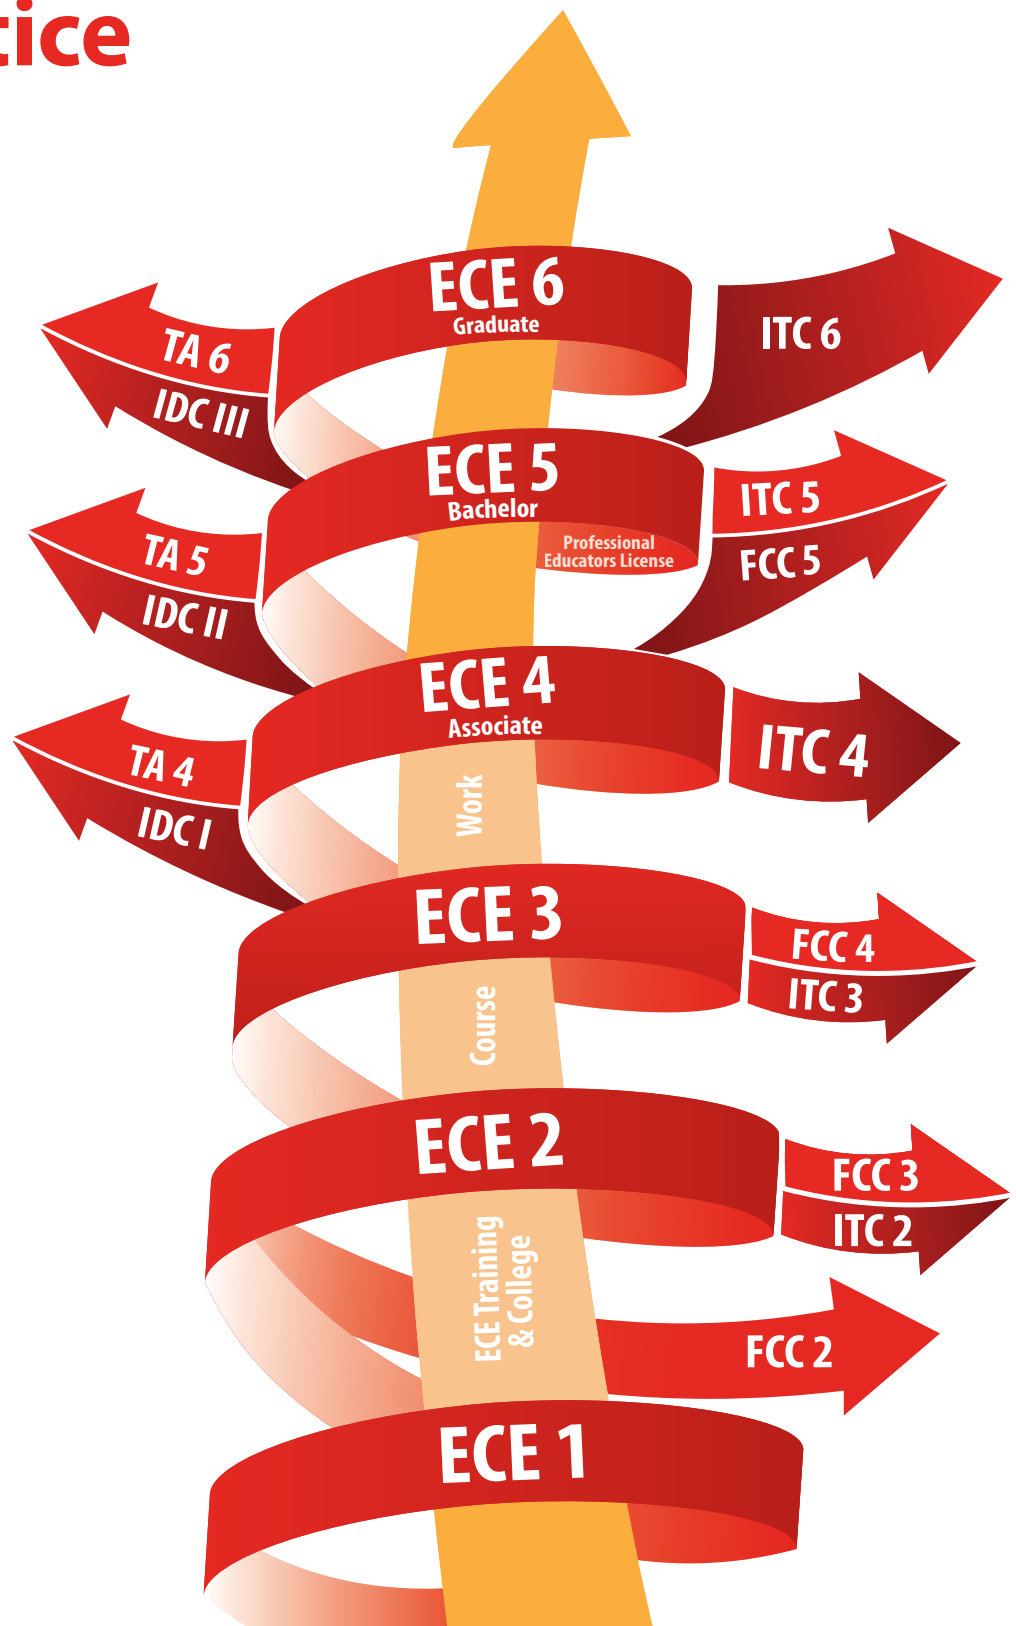 tice
ECE 6
Graduate
TA 6
IDC III
ITC 6
ECE 5
Bachelor
Professional
Educators License
TA 5
IDC II
ITC 5
FCC 5
ECE 4
Associate
TA 4
IDC I
ITC 4
Work
ECE 3
FCC 4
ITC 3
Course
ECE 2
FCC 3
ITC 2
ECE Training
& College
FCC 2
ECE 1